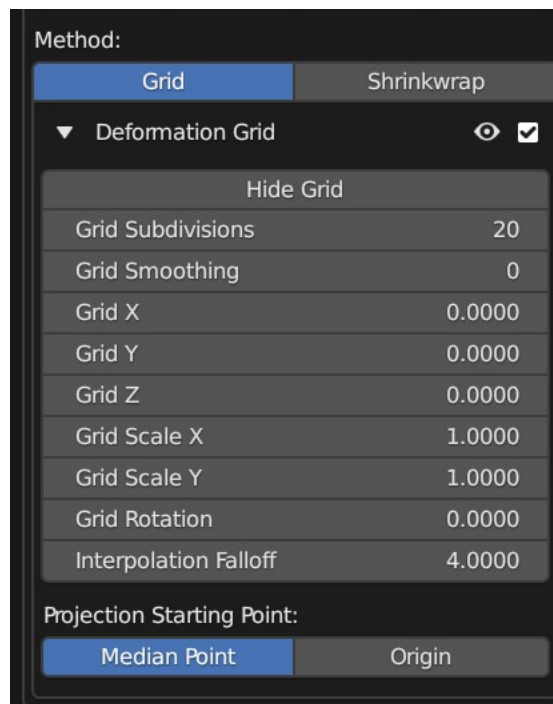 Method:
Grid Shrinkwrap
Deformation Grid
Hide Grid
Grid Subdivisions 20
Grid Smoothing 0
Grid X 0.0000
Grid Y 0.0000
Grid Z 0.0000
Grid Scale X 1.0000
Grid Scale Y 1.0000
Grid Rotation 0.0000
Interpolation Falloff 4.0000
Projection Starting Point:
Median Point Origin